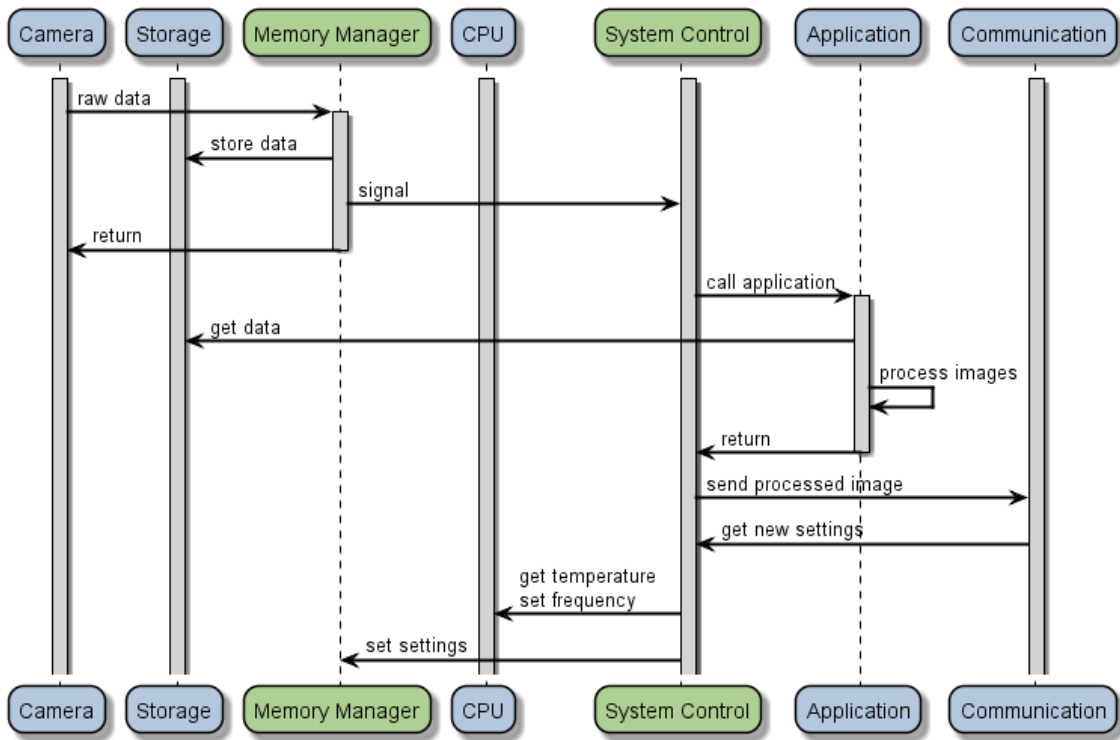 Camera
Storage
Memory Manager
CPU
System Control
Application
Communication
raw data
store data
signal
return
call application
get data
process images
return
send processed image
get new settings
get temperature
set frequency
set settings
Camera
Storage
Memory Manager
CPU
System Control
Application
Communication